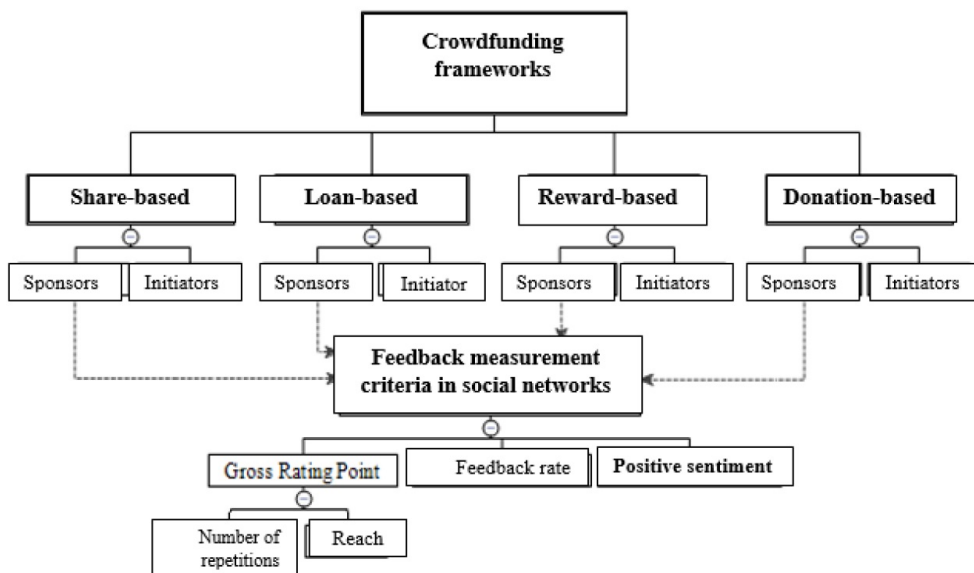 Crowdfunding
frameworks
Share-based
Loan-based
Reward-based
Donation-based
Sponsors
Initiators
Sponsors
Initiator
Sponsors
Initiators
Sponsors
Initiators
Feedback measurement
criteria in social networks
Gross Rating Point
Feedback rate
Positive sentiment
Number of
repetitions
Reach